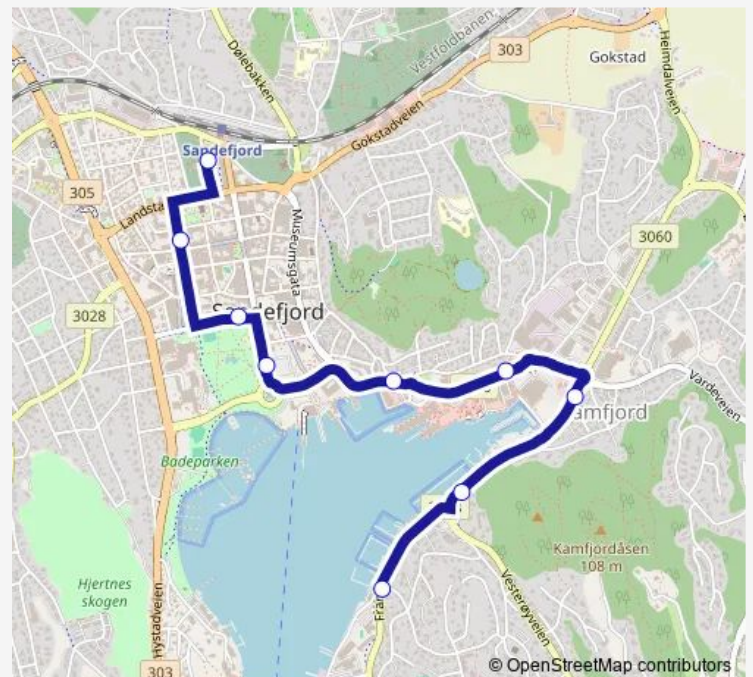 Vestfoldbanen
303
Gokstad
Heimdalveien
Dølebakken
Sandefjord
Gokstadveien
305
Landsta
Museumsgata
3060
3028
Sandefjord
Vardeveien
Kamfjord
Badeparken
Kamfjordåsen
108 m
Hjertnes
skogen
Hystadveien
Vesterøyveien
Fra
303
© OpenStreetMap contributors